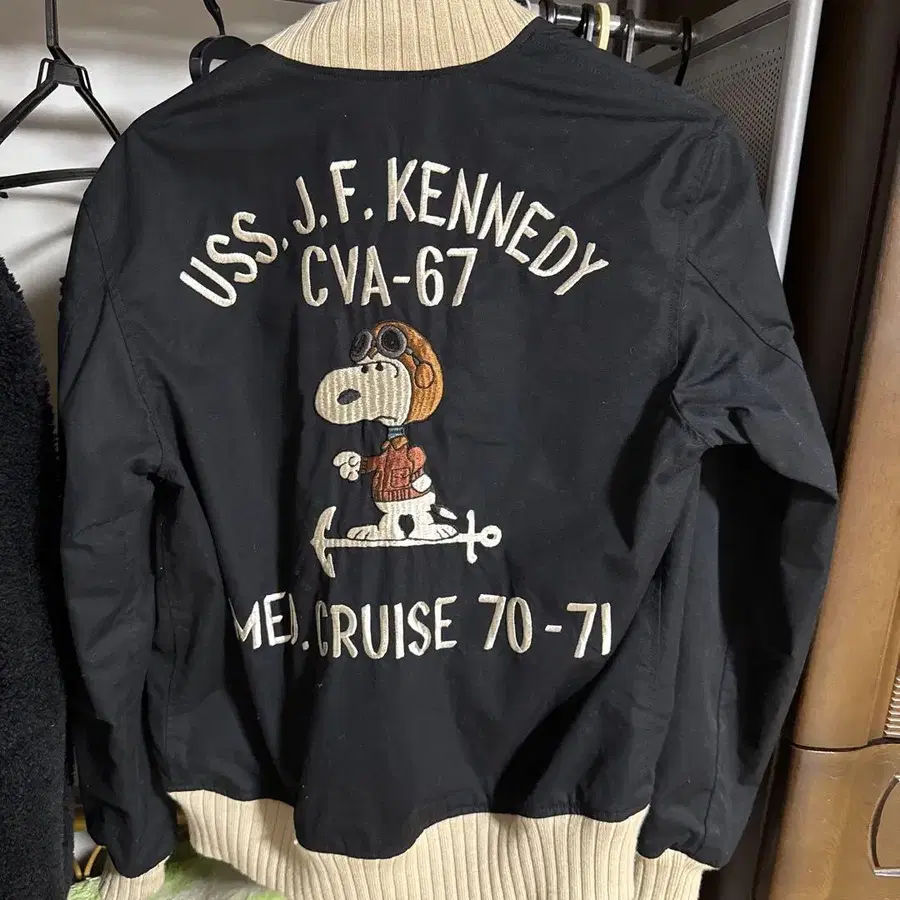 USS. J.F. KENNEDY
CVA-67
MED. CRUISE 70-71